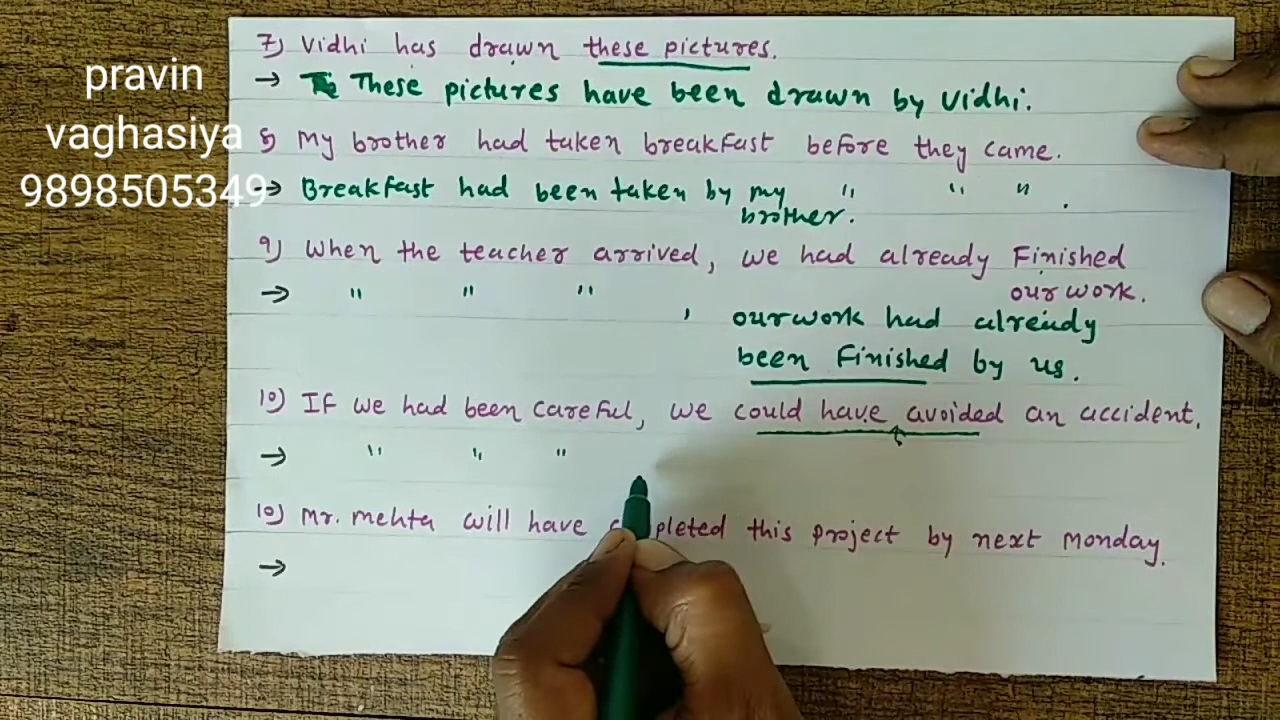 pravin
vaghasiya
9898505349
7) Vidhi has drawn these pictures.
→ These pictures have been drawn by Vidhi.
8) My brother had taken breakfast before they came.
→ Breakfast had been taken by my " " " .
brother.
9) When the teacher arrived, we had already Finished
our work.
→ " " " , our work had already
been Finished by us.
10) If we had been careful, we could have avoided an accident.
→ " " "
10) Mr. Mehta will have completed this project by next Monday.
→